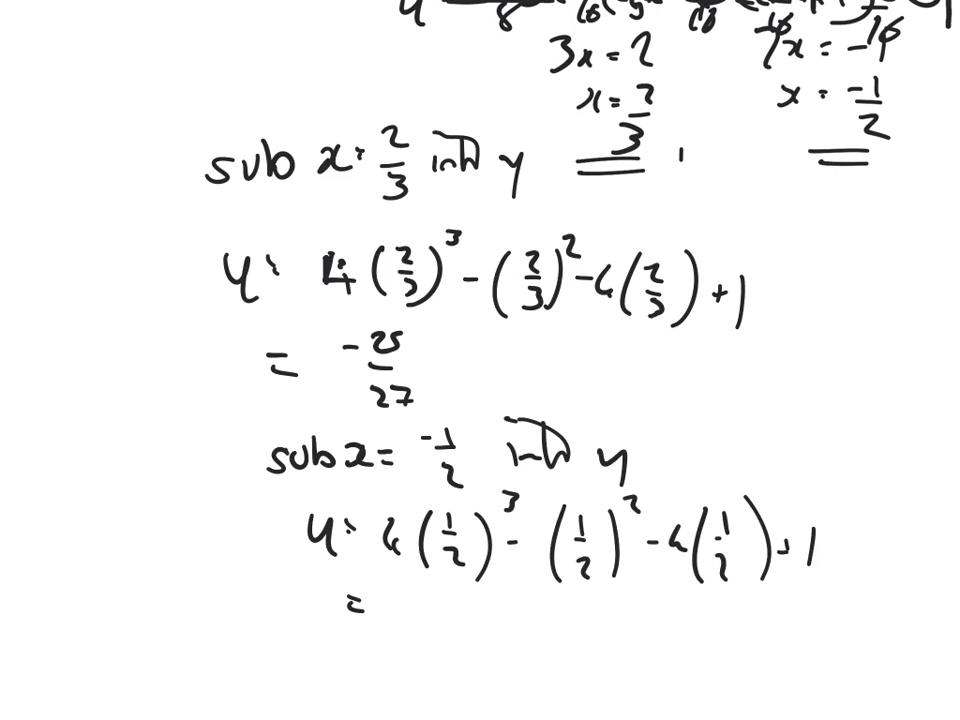 3x = 2
x = 2/3 x = -1/2
sub x = 2/3 into y
y = 4(2/3)^3 - (2/3)^2 - 4(2/3) + 1
= -25/27
sub x = -1/2 into y
y = 4(1/2)^3 - (1/2)^2 - 4(1/2) + 1
=